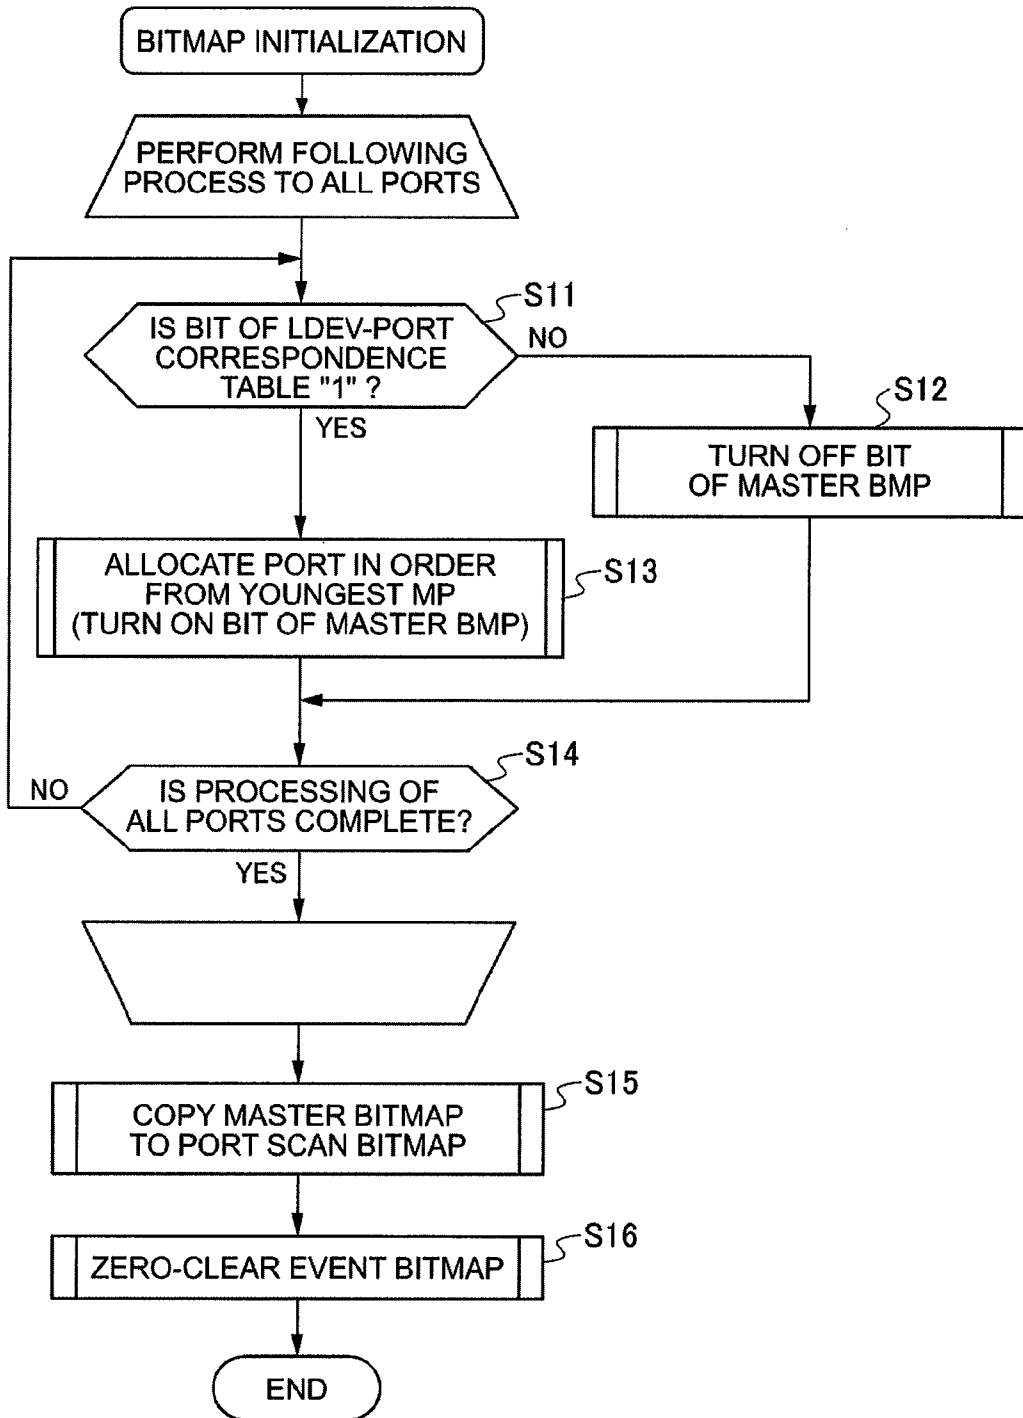 BITMAP INITIALIZATION
PERFORM FOLLOWING
PROCESS TO ALL PORTS
S11
IS BIT OF LDEV-PORT
CORRESPONDENCE
TABLE "1" ?
NO
YES
S12
TURN OFF BIT
OF MASTER BMP
ALLOCATE PORT IN ORDER
FROM YOUNGEST MP
(TURN ON BIT OF MASTER BMP)
S13
S14
IS PROCESSING OF
ALL PORTS COMPLETE?
NO
YES
S15
COPY MASTER BITMAP
TO PORT SCAN BITMAP
S16
ZERO-CLEAR EVENT BITMAP
END